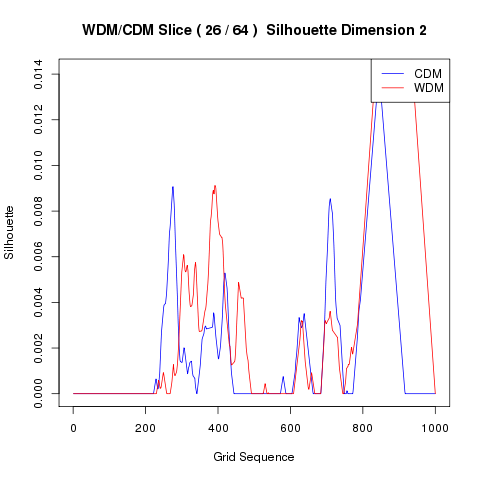 WDM/CDM Slice ( 26 / 64 )  Silhouette Dimension 2
CDM
WDM
Silhouette
0.014
0.012
0.010
0.008
0.006
0.004
0.002
0.000
0 200 400 600 800 1000
Grid Sequence